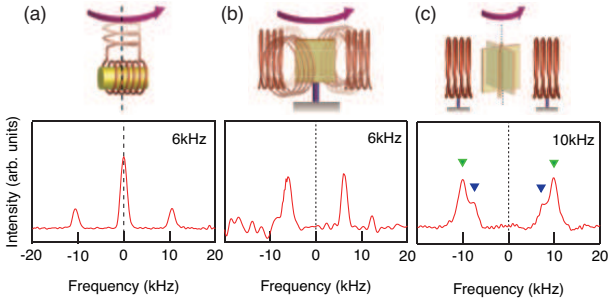 (a)
(b)
(c)
Intensity (arb. units)
6kHz
6kHz
10kHz
-20 -10 0 10 20
-20 -10 0 10 20
-20 -10 0 10 20
Frequency (kHz)
Frequency (kHz)
Frequency (kHz)